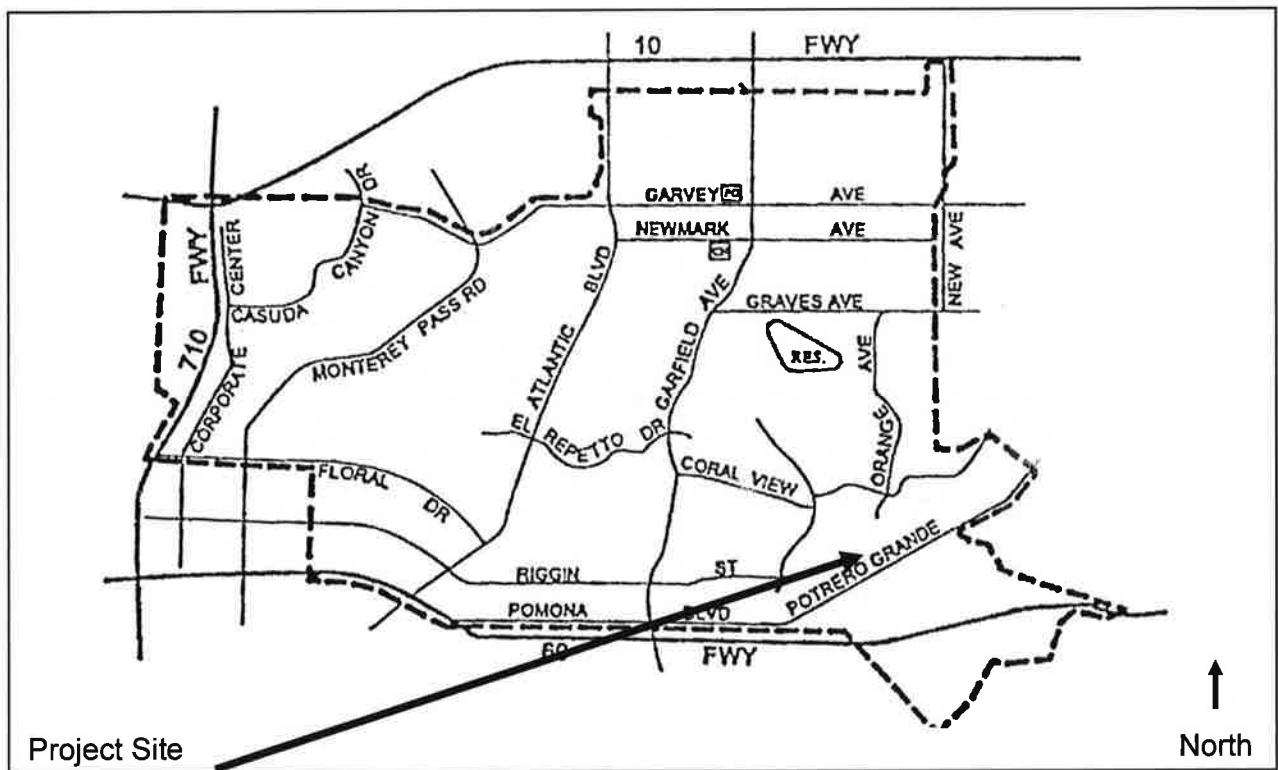 10 FWY
CANYON DR
GARVEY AVE
NEWMARK AVE
FWY
710
CENTER
CORPORATE
CASUDA
MONTEREY PASS RD
ATLANTIC BLVD
GARFIELD AVE
GRAVES AVE
NEW AVE
RES.
ORANGE AVE
EL REPETTO DR
CORAL VIEW
FLORAL DR
RIGGIN ST
POTRERO GRANDE
POMONA BLVD
60 FWY
Project Site
North